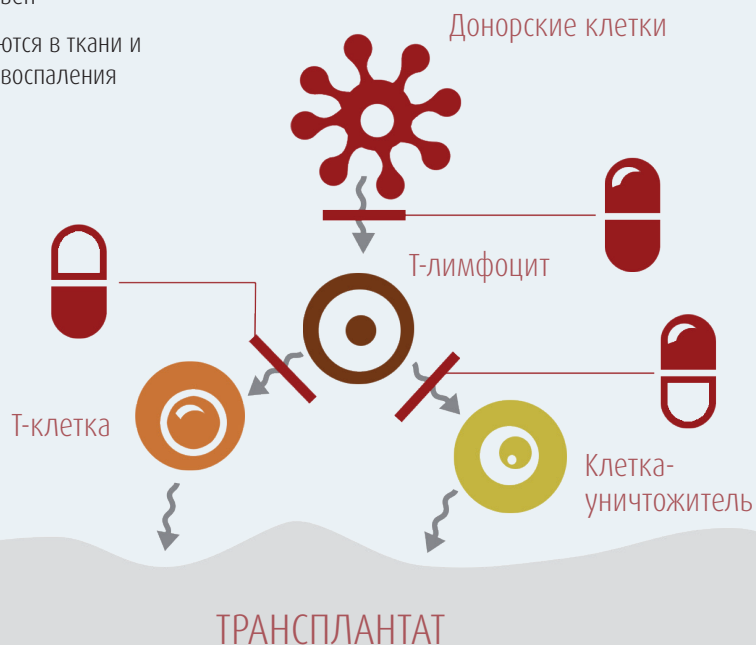 ются в ткани и
воспаления
Донорские клетки
Т-лимфоцит
Т-клетка
Клетка-
уничтожитель
ТРАНСПЛАНТАТ